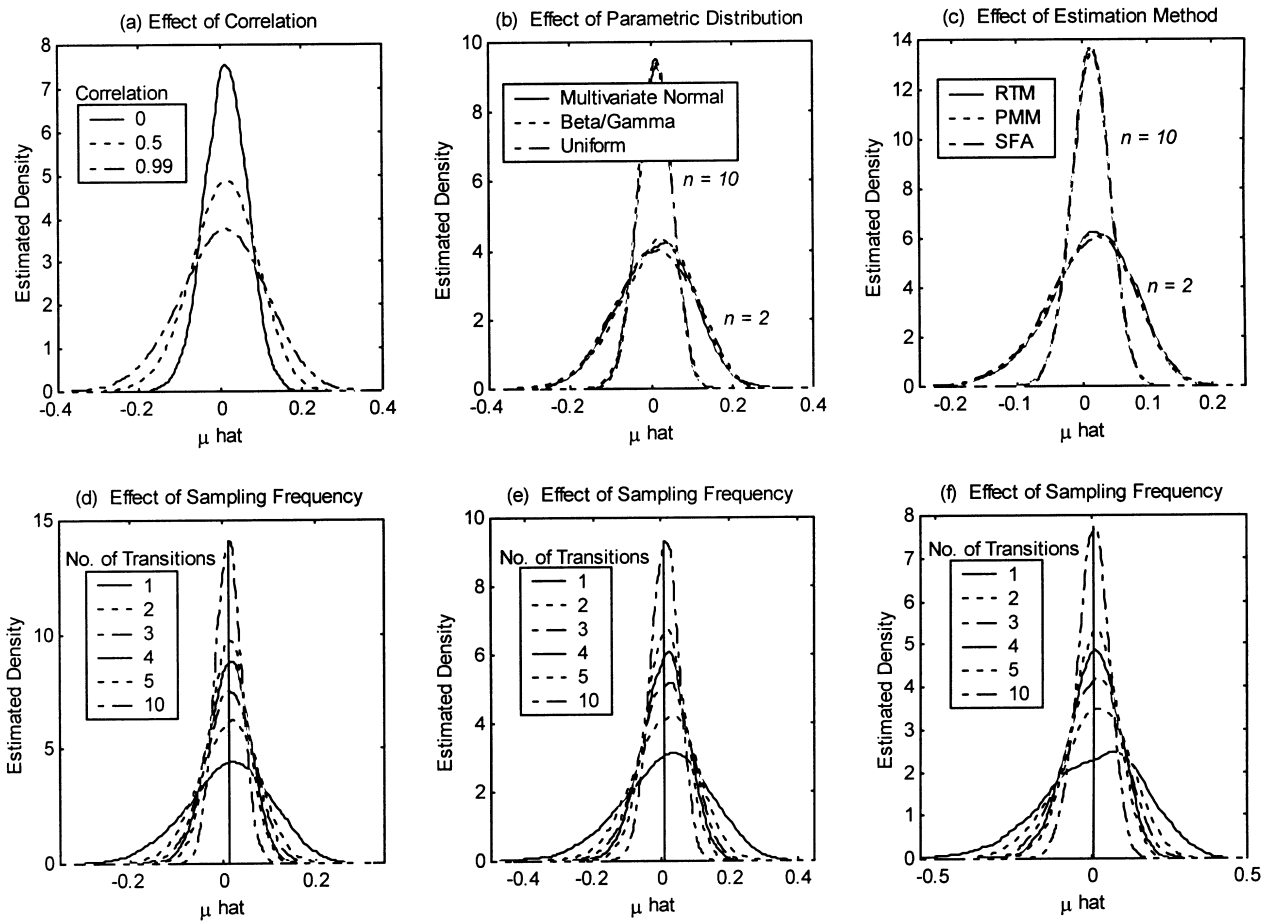 (a) Effect of Correlation
8
7
6
5
4
3
2
1
0
-0.4
-0.2
0
0.2
0.4
Estimated Density
μ hat
Correlation
0
0.5
0.99
(b) Effect of Parametric Distribution
10
8
6
4
2
0
-0.4
-0.2
0
0.2
0.4
Estimated Density
μ hat
Multivariate Normal
Beta/Gamma
Uniform
n = 10
n = 2
(c) Effect of Estimation Method
14
12
10
8
6
4
2
0
-0.2
-0.1
0
0.1
0.2
Estimated Density
μ hat
RTM
PMM
SFA
n = 10
n = 2
(d) Effect of Sampling Frequency
15
10
5
0
-0.2
0
0.2
Estimated Density
μ hat
No. of Transitions
1
2
3
4
5
10
(e) Effect of Sampling Frequency
10
8
6
4
2
0
-0.4
-0.2
0
0.2
0.4
Estimated Density
μ hat
No. of Transitions
1
2
3
4
5
10
(f) Effect of Sampling Frequency
8
7
6
5
4
3
2
1
0
-0.5
0
0.5
Estimated Density
μ hat
No. of Transitions
1
2
3
4
5
10